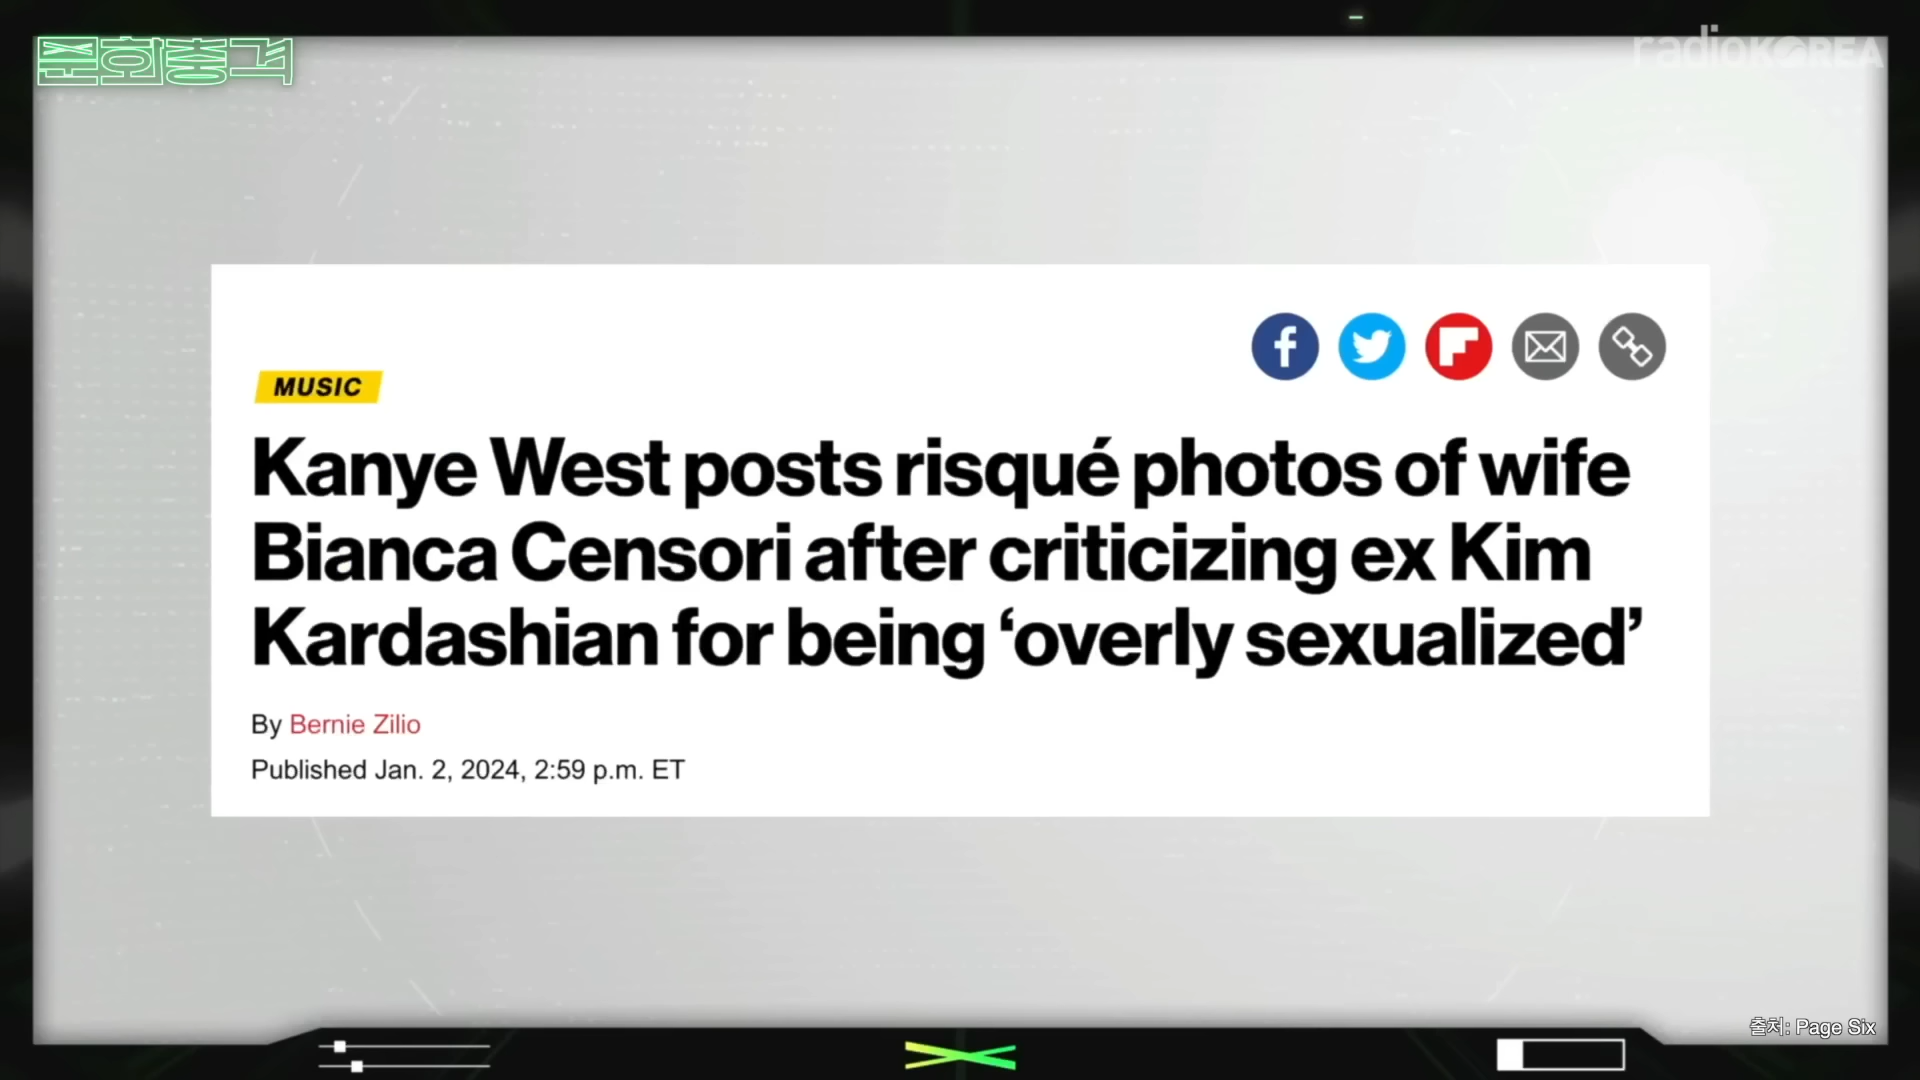 문화충격
radioKOREA
MUSIC
Kanye West posts risqué photos of wife
Bianca Censori after criticizing ex Kim
Kardashian for being ‘overly sexualized’
By Bernie Zilio
Published Jan. 2, 2024, 2:59 p.m. ET
출처: Page Six